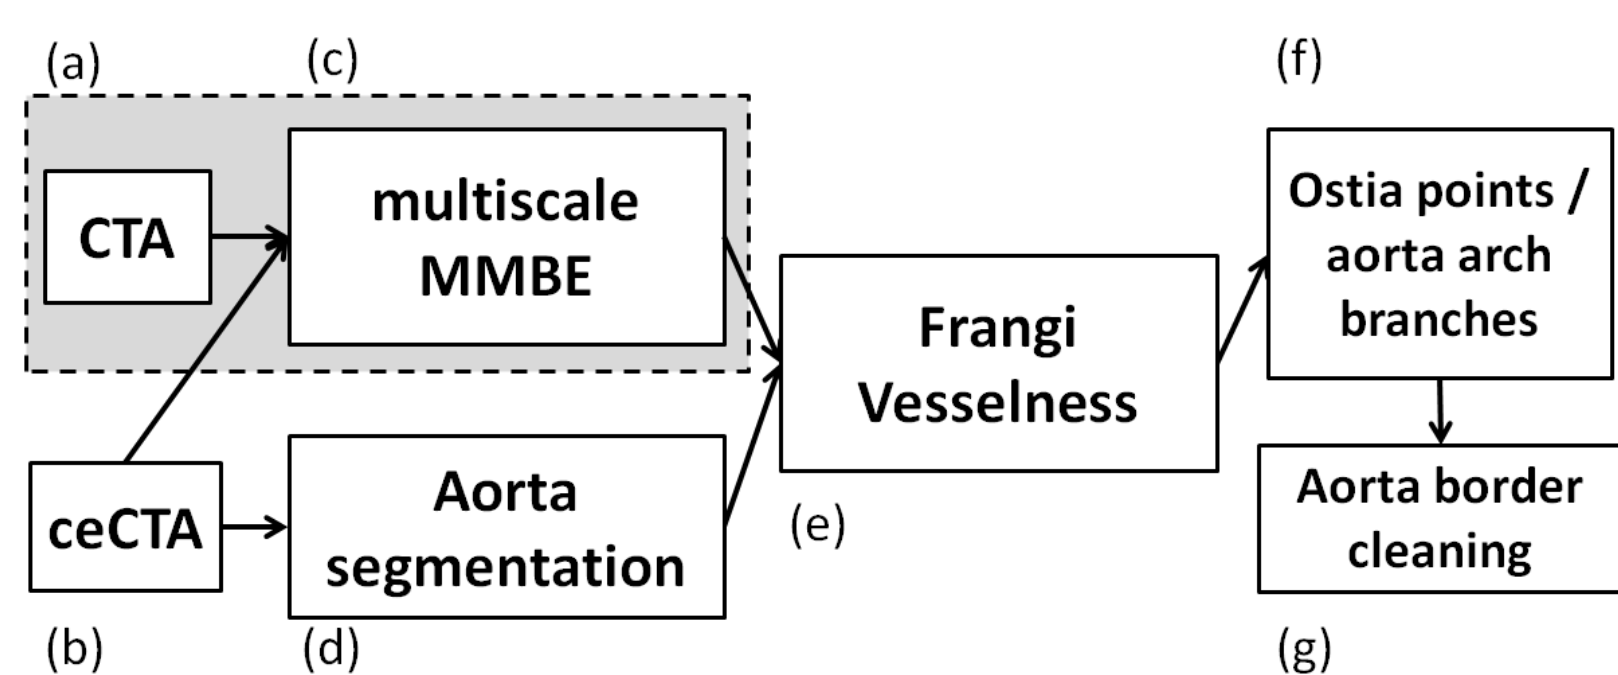 (a)
(c)
(f)
CTA
multiscale
MMBE
Ostia points /
aorta arch
branches
Frangi
Vesselness
ceCTA
Aorta
segmentation
(e)
Aorta border
cleaning
(b)
(d)
(g)